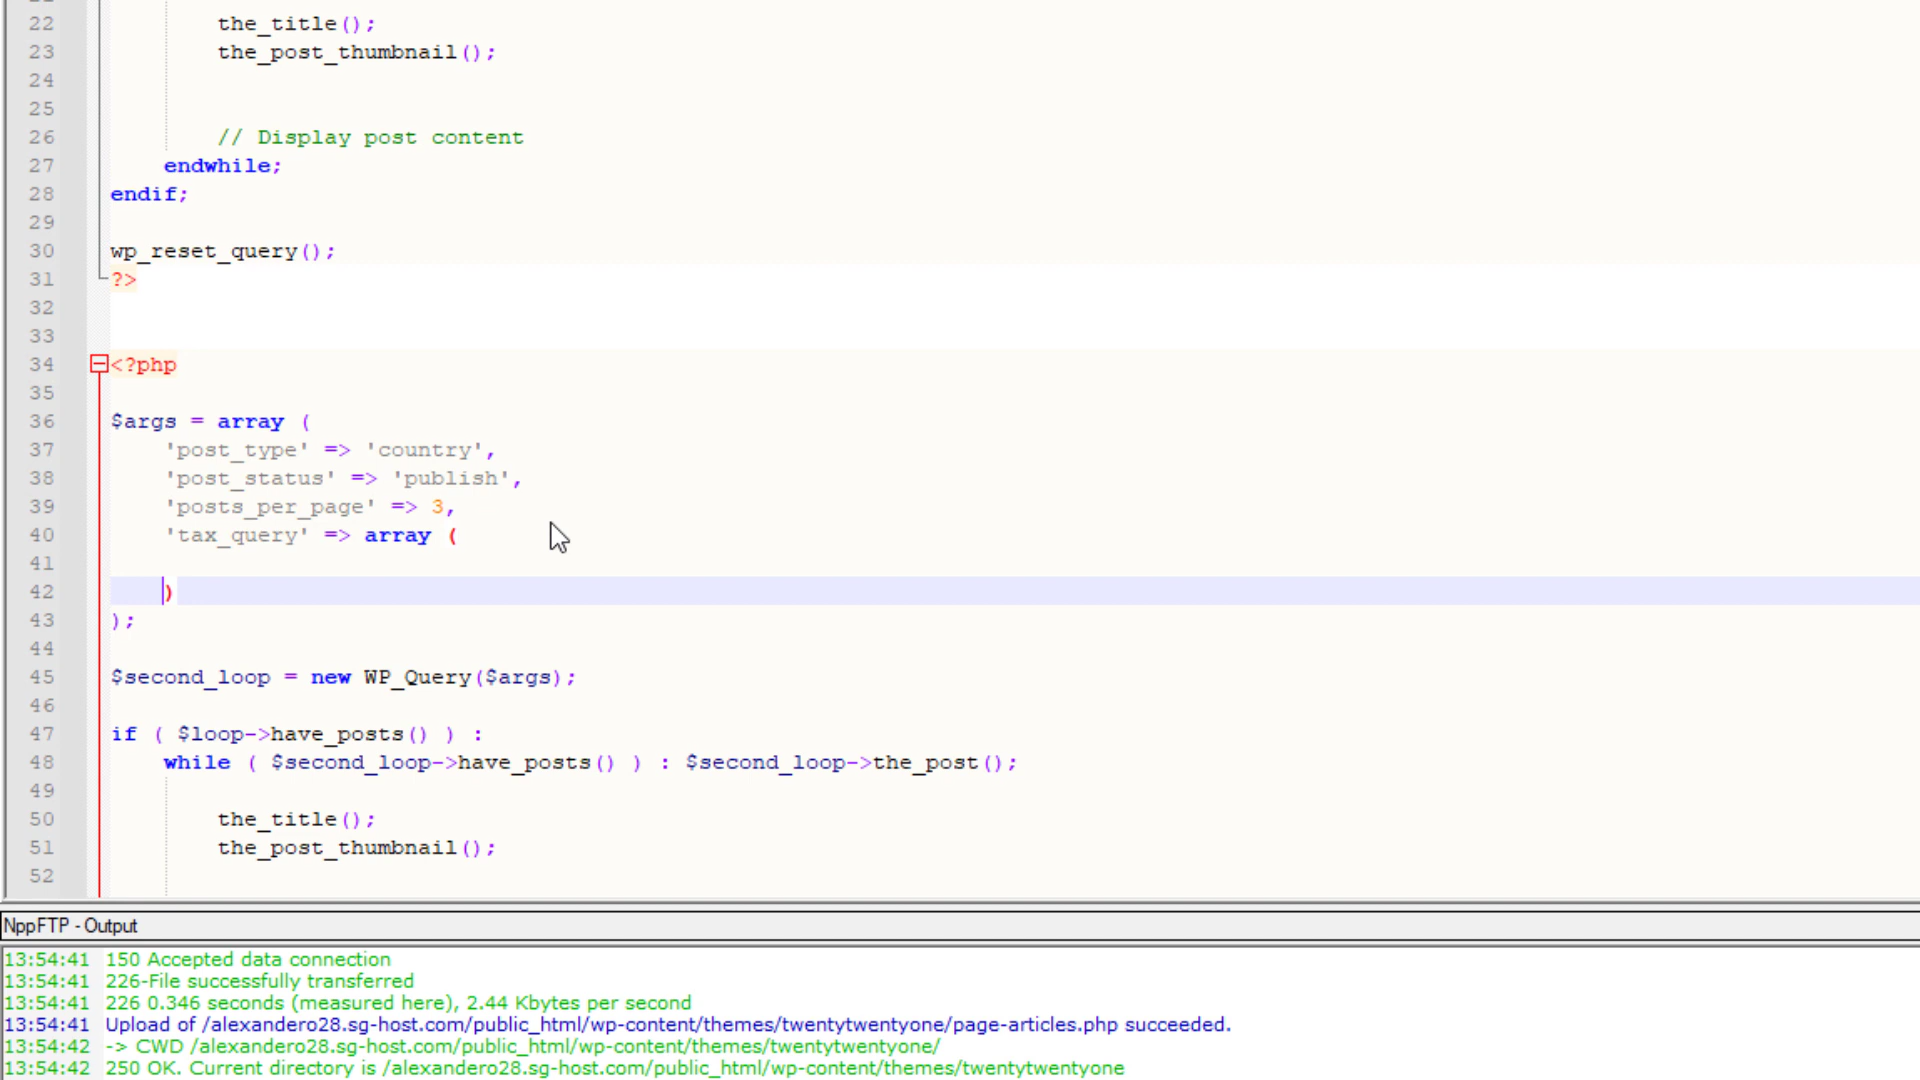 22 the_title();
23 the_post_thumbnail();
24
25
26 // Display post content
27 endwhile;
28 endif;
29
30 wp_reset_query();
31 ?>
32
33
34 <?php
35
36 $args = array (
37 'post_type' => 'country',
38 'post_status' => 'publish',
39 'posts_per_page' => 3,
40 'tax_query' => array (
41
42 )
43 );
44
45 $second_loop = new WP_Query($args);
46
47 if ( $loop->have_posts() ) :
48 while ( $second_loop->have_posts() ) : $second_loop->the_post();
49
50 the_title();
51 the_post_thumbnail();
52
NppFTP - Output
13:54:41 150 Accepted data connection
13:54:41 226-File successfully transferred
13:54:41 226 0.346 seconds (measured here), 2.44 Kbytes per second
13:54:41 Upload of /alexandero28.sg-host.com/public_html/wp-content/themes/twentytwentyone/page-articles.php succeeded.
13:54:42 -> CWD /alexandero28.sg-host.com/public_html/wp-content/themes/twentytwentyone/
13:54:42 250 OK. Current directory is /alexandero28.sg-host.com/public_html/wp-content/themes/twentytwentyone